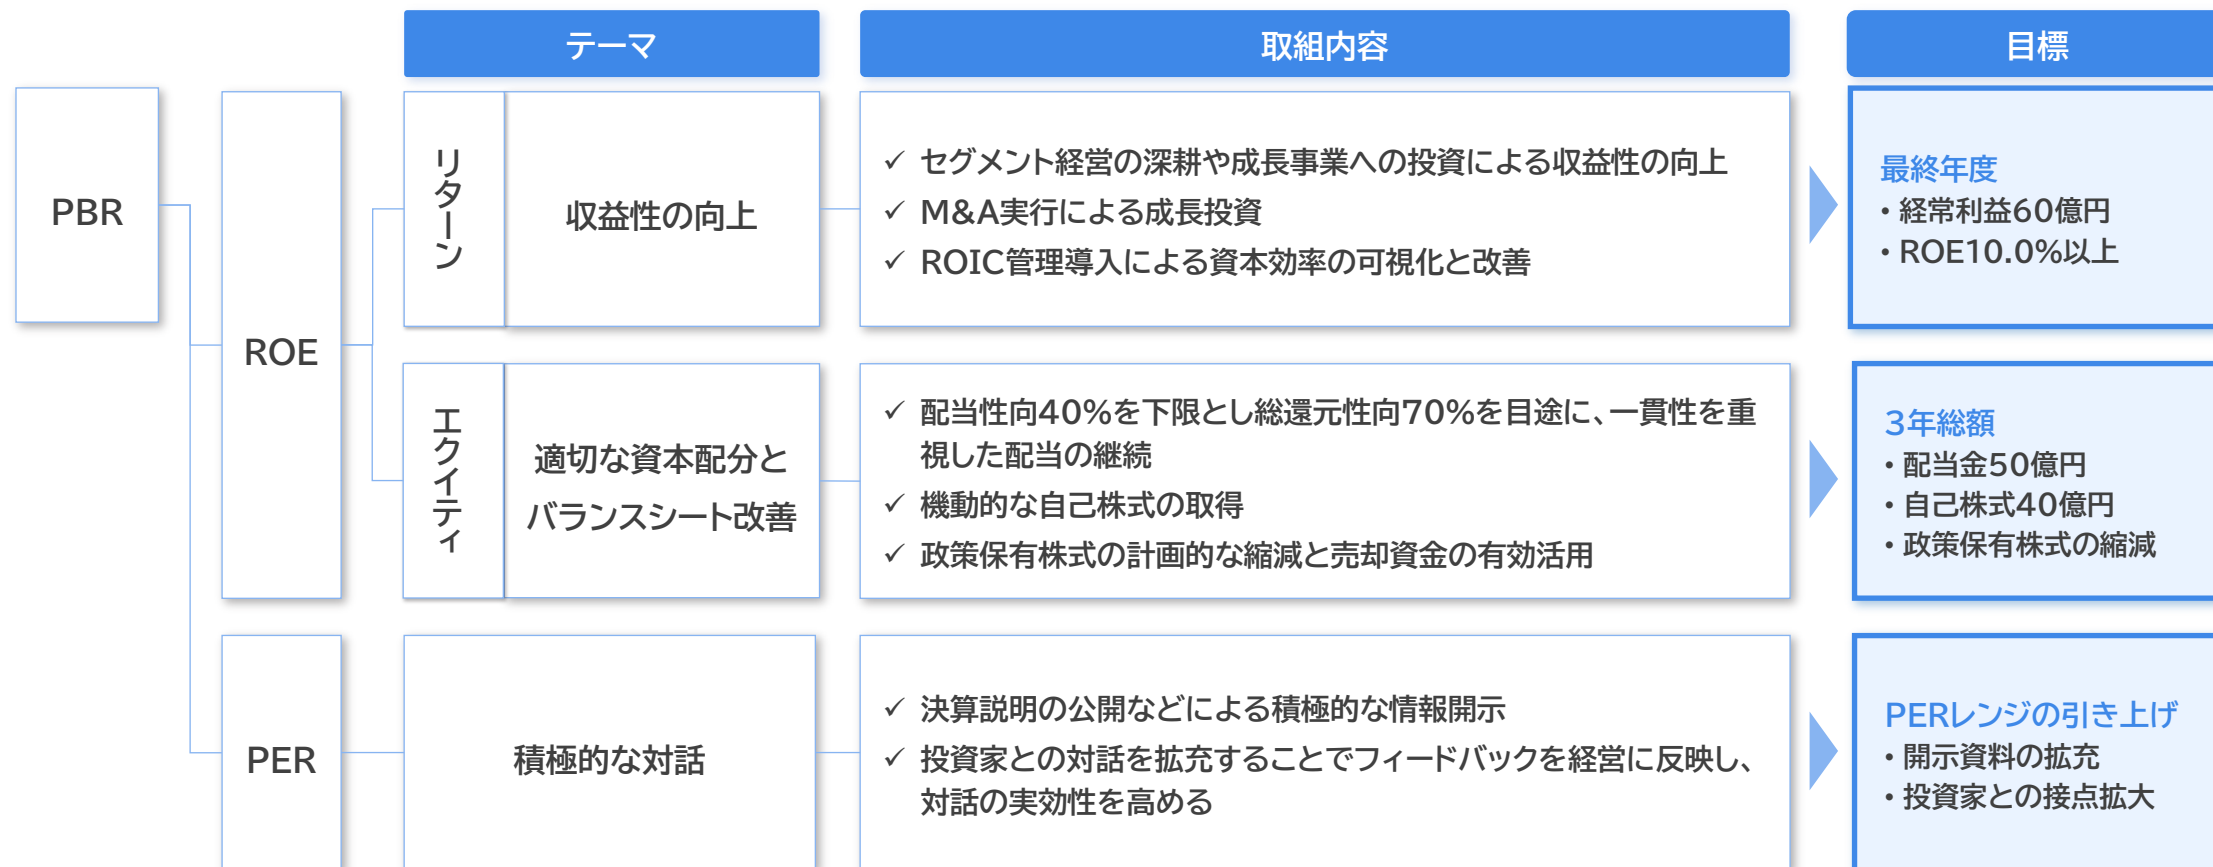 テーマ
取組内容
目標
PBR
ROE
リターン
収益性の向上
✓ セグメント経営の深耕や成長事業への投資による収益性の向上
✓ M&A実行による成長投資
✓ ROIC管理導入による資本効率の可視化と改善
最終年度
・経常利益60億円
・ROE10.0%以上
エクイティ
適切な資本配分と
バランスシート改善
✓ 配当性向40%を下限とし総還元性向70%を目途に、一貫性を重
視した配当の継続
✓ 機動的な自己株式の取得
✓ 政策保有株式の計画的な縮減と売却資金の有効活用
3年総額
・配当金50億円
・自己株式40億円
・政策保有株式の縮減
PER
積極的な対話
✓ 決算説明の公開などによる積極的な情報開示
✓ 投資家との対話を拡充することでフィードバックを経営に反映し、
対話の実効性を高める
PERレンジの引き上げ
・開示資料の拡充
・投資家との接点拡大